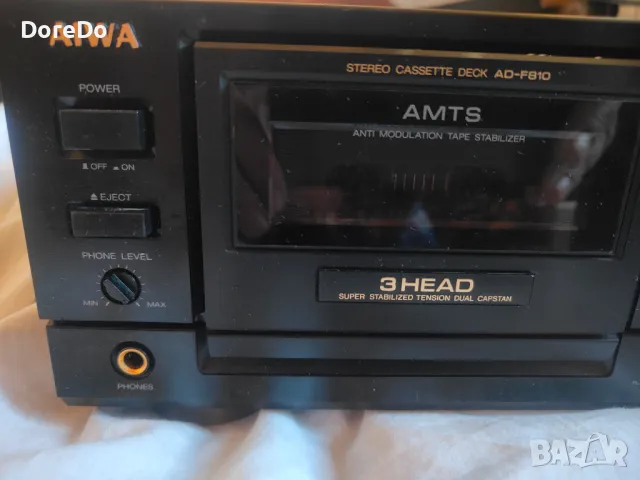 DoreDo
AIWA
STEREO CASSETTE DECK AD-F810
POWER
AMTS
ANTI MODULATION TAPE STABILIZER
OFF ON
EJECT
PHONE LEVEL
MIN MAX
3 HEAD
SUPER STABILIZED TENSION DUAL CAPSTAN
PHONES
BAZAR